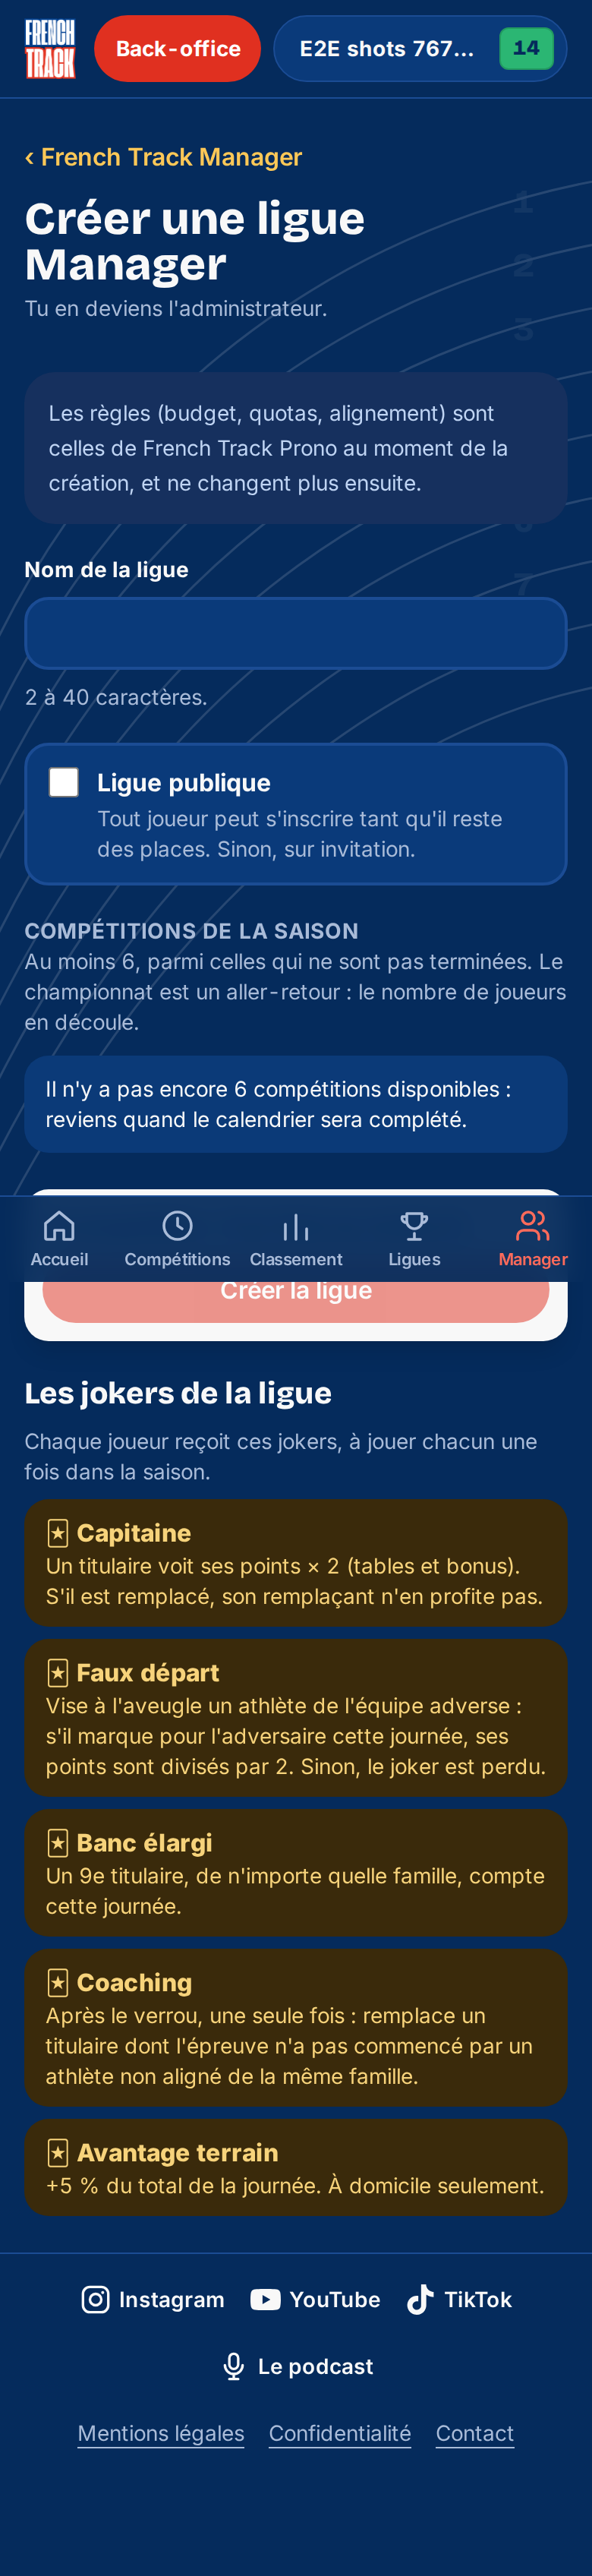 FRENCH
TRACK
Back-office
E2E shots 767...
14
‹ French Track Manager
Créer une ligue
Manager
Tu en deviens l'administrateur.
1
2
3
Les règles (budget, quotas, alignement) sont
celles de French Track Prono au moment de la
création, et ne changent plus ensuite.
Nom de la ligue
7
2 à 40 caractères.
Ligue publique
Tout joueur peut s'inscrire tant qu'il reste
des places. Sinon, sur invitation.
COMPÉTITIONS DE LA SAISON
Au moins 6, parmi celles qui ne sont pas terminées. Le
championnat est un aller-retour : le nombre de joueurs
en découle.
Il n'y a pas encore 6 compétitions disponibles :
reviens quand le calendrier sera complété.
Accueil
Compétitions
Classement
Ligues
Manager
Créer la ligue
Les jokers de la ligue
Chaque joueur reçoit ces jokers, à jouer chacun une
fois dans la saison.
Capitaine
Un titulaire voit ses points × 2 (tables et bonus).
S'il est remplacé, son remplaçant n'en profite pas.
Faux départ
Vise à l'aveugle un athlète de l'équipe adverse :
s'il marque pour l'adversaire cette journée, ses
points sont divisés par 2. Sinon, le joker est perdu.
Banc élargi
Un 9e titulaire, de n'importe quelle famille, compte
cette journée.
Coaching
Après le verrou, une seule fois : remplace un
titulaire dont l'épreuve n'a pas commencé par un
athlète non aligné de la même famille.
Avantage terrain
+5 % du total de la journée. À domicile seulement.
Instagram
YouTube
TikTok
Le podcast
Mentions légales
Confidentialité
Contact